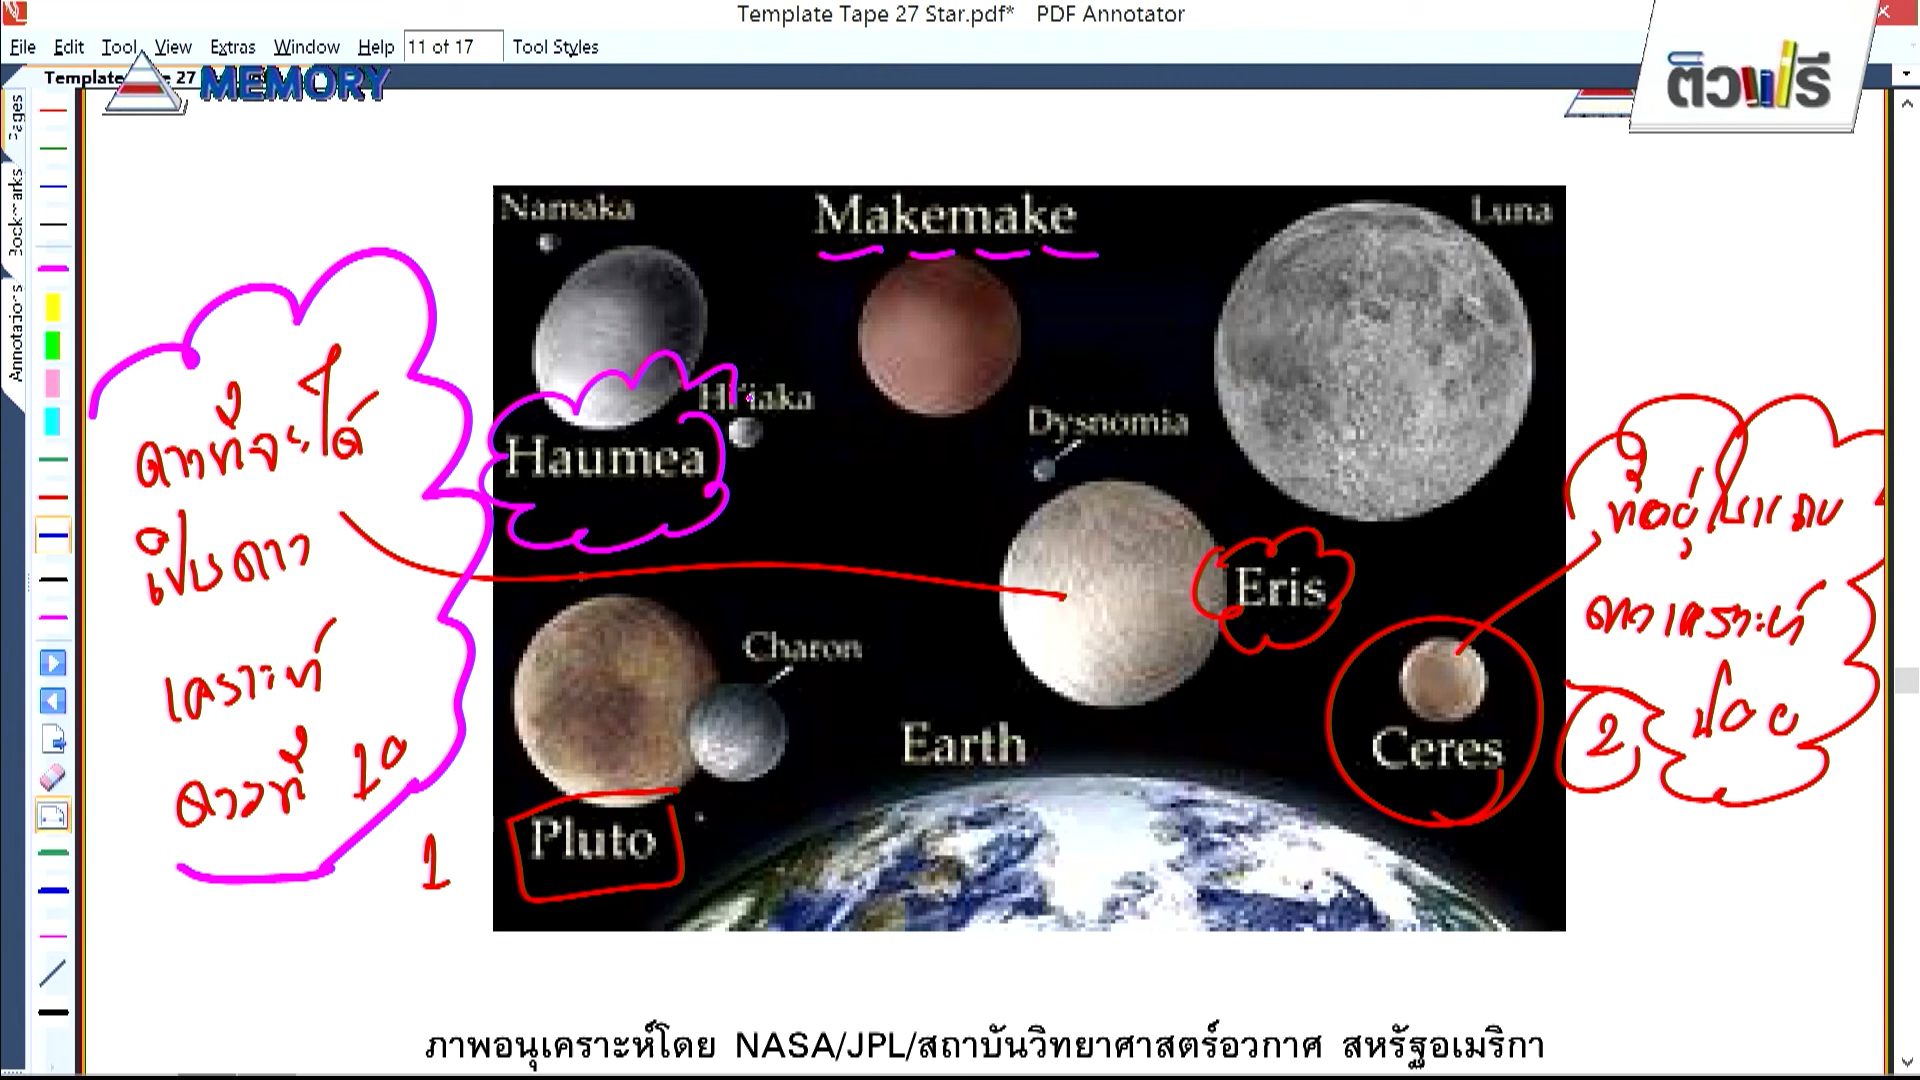 Template Tape 27 Star.pdf* PDF Annotator
File Edit Tool View Extras Window Help 11 of 17 Tool Styles
Template Tape 27
MEMORY
ติวฟรี
Pages
Bookmarks
Annotations
Namaka
Makemake
Luna
Hi'iaka
Haumea
Dysnomia
Eris
Charon
Earth
Ceres
Pluto
ดาวที่จะได้
เป็นดาว
เคราะห์
ดวงที่ 10
1
ที่อยู่ในแถบ
ดาวเคราะห์
น้อย
2
ภาพอนุเคราะห์โดย NASA/JPL/สถาบันวิทยาศาสตร์อวกาศ สหรัฐอเมริกา